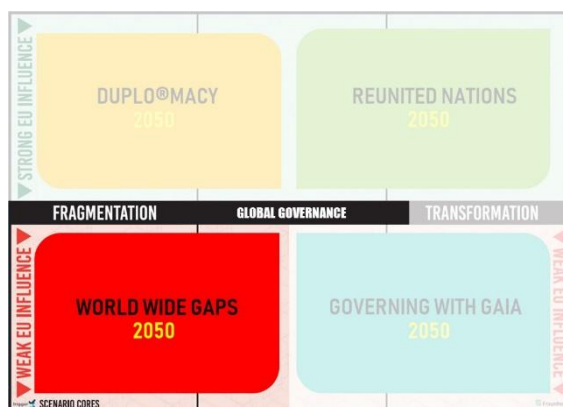 STRONG EU INFLUENCE
DUPLO®MACY
2050
REUNITED NATIONS
2050
FRAGMENTATION
GLOBAL GOVERNANCE
TRANSFORMATION
WEAK EU INFLUENCE
WORLD WIDE GAPS
2050
GOVERNING WITH GAIA
2050
WEAK EU INFLUENCE
trigger SCENARIO CORES